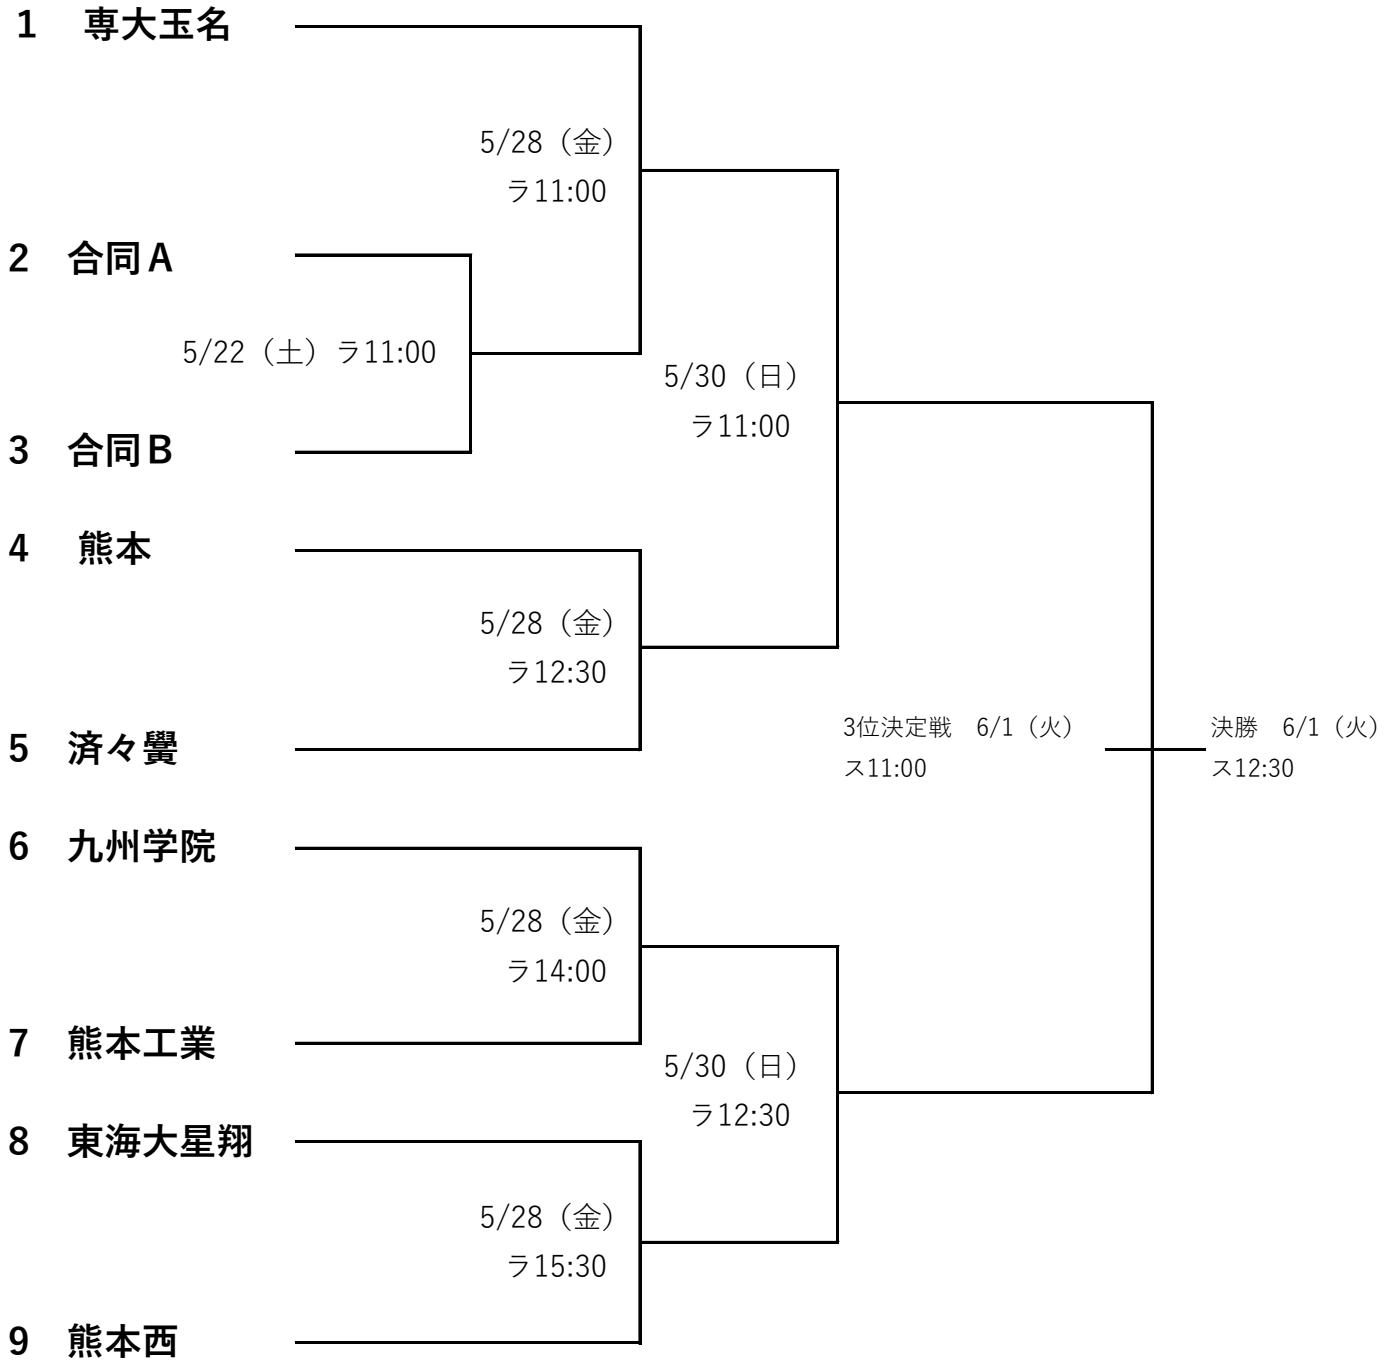 1 専大玉名
5/28（金）
ラ11:00
2 合同Ａ
5/22（土）ラ11:00
5/30（日）
ラ11:00
3 合同Ｂ
4 熊本
5/28（金）
ラ12:30
3位決定戦　6/1（火）
ス11:00
決勝　6/1（火）
ス12:30
5 済々黌
6 九州学院
5/28（金）
ラ14:00
7 熊本工業
5/30（日）
ラ12:30
8 東海大星翔
5/28（金）
ラ15:30
9 熊本西